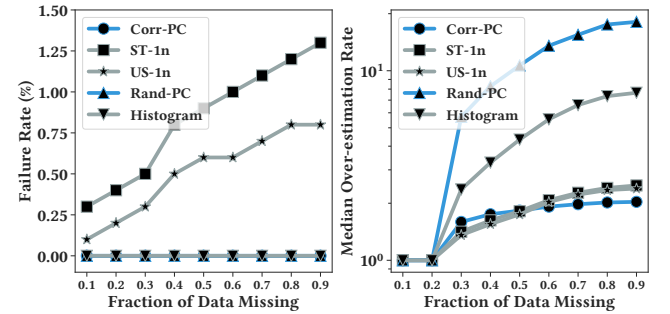 Failure Rate (%)
1.50
1.25
1.00
0.75
0.50
0.25
0.00
Corr-PC
ST-1n
US-1n
Rand-PC
Histogram
0.1 0.2 0.3 0.4 0.5 0.6 0.7 0.8 0.9
Fraction of Data Missing
Median Over-estimation Rate
10¹
10⁰
Corr-PC
ST-1n
US-1n
Rand-PC
Histogram
0.1 0.2 0.3 0.4 0.5 0.6 0.7 0.8 0.9
Fraction of Data Missing